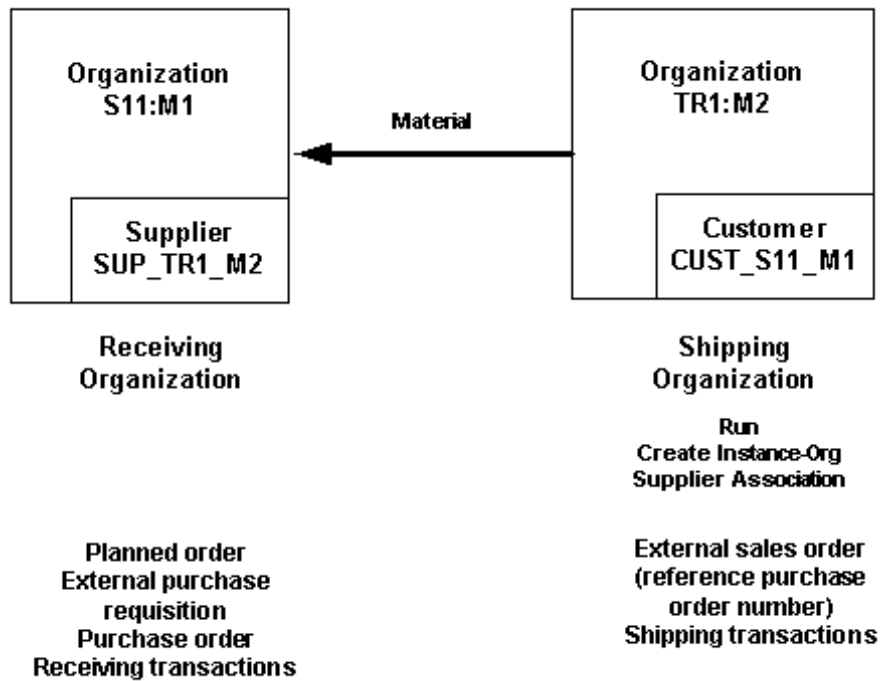 Organization
S11:M1
Supplier
SUP_TR1_M2
Material
Organization
TR1:M2
Customer
CUST_S11_M1
Receiving
Organization
Shipping
Organization
Run
Create Instance-Org
Supplier Association
Planned order
External purchase
requisition
Purchase order
Receiving transactions
External sales order
(reference purchase
order number)
Shipping transactions